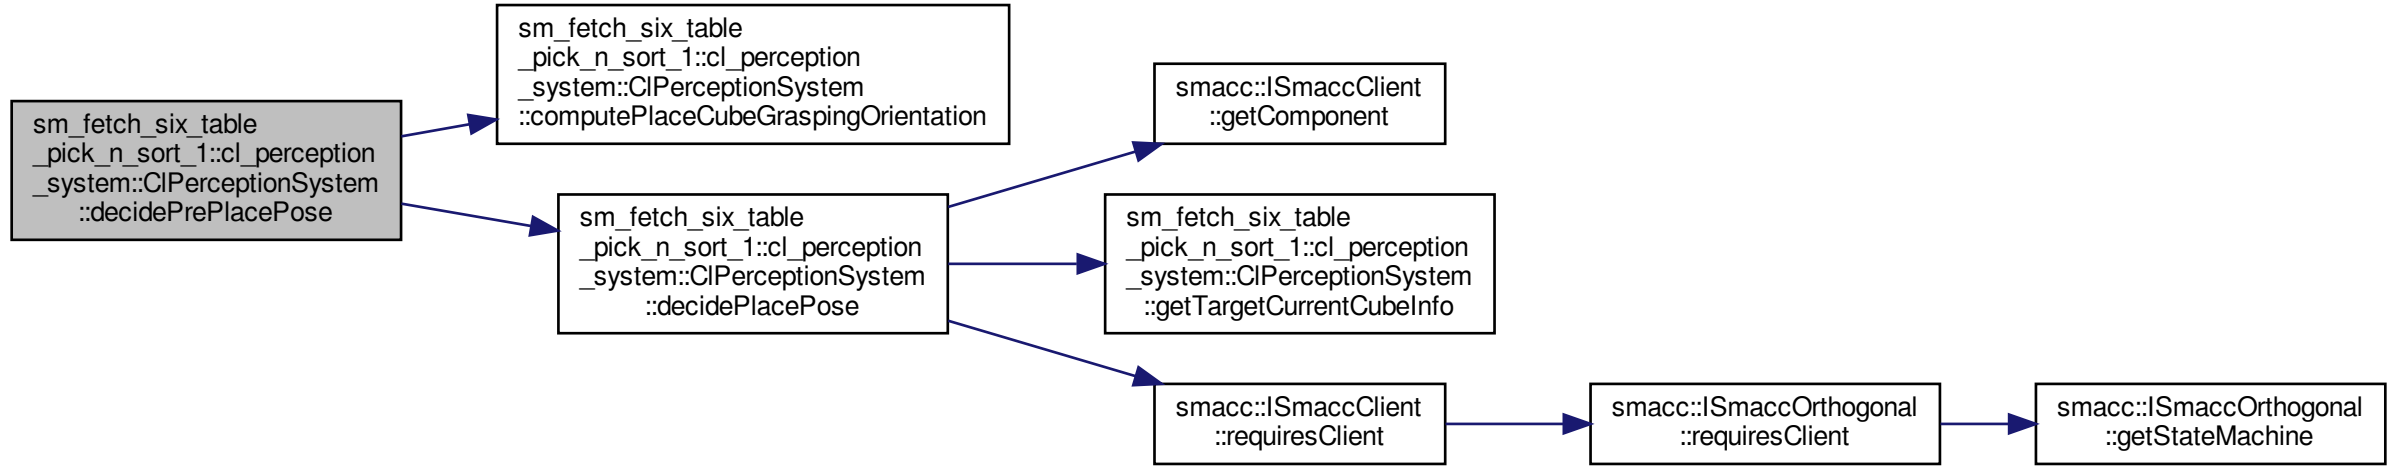 sm_fetch_six_table
_pick_n_sort_1::cl_perception
_system::ClPerceptionSystem
::decidePrePlacePose
sm_fetch_six_table
_pick_n_sort_1::cl_perception
_system::ClPerceptionSystem
::computePlaceCubeGraspingOrientation
sm_fetch_six_table
_pick_n_sort_1::cl_perception
_system::ClPerceptionSystem
::decidePlacePose
smacc::ISmaccClient
::getComponent
sm_fetch_six_table
_pick_n_sort_1::cl_perception
_system::ClPerceptionSystem
::getTargetCurrentCubeInfo
smacc::ISmaccClient
::requiresClient
smacc::ISmaccOrthogonal
::requiresClient
smacc::ISmaccOrthogonal
::getStateMachine